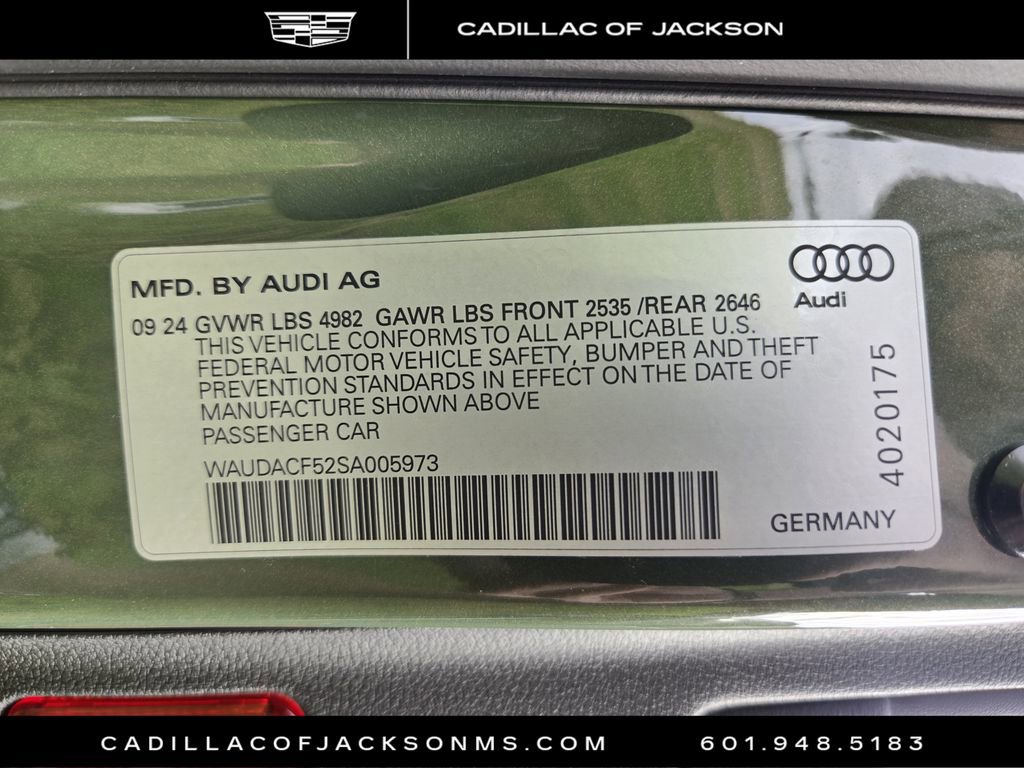 CADILLAC OF JACKSON
MFD. BY AUDI AG
Audi
09 24 GVWR LBS 4982 GAWR LBS FRONT 2535 /REAR 2646
THIS VEHICLE CONFORMS TO ALL APPLICABLE U.S.
FEDERAL MOTOR VEHICLE SAFETY, BUMPER AND THEFT
PREVENTION STANDARDS IN EFFECT ON THE DATE OF
MANUFACTURE SHOWN ABOVE
PASSENGER CAR
4020175
WAUDACF52SA005973
GERMANY
CADILLACOFJACKSONMS.COM 601.948.5183